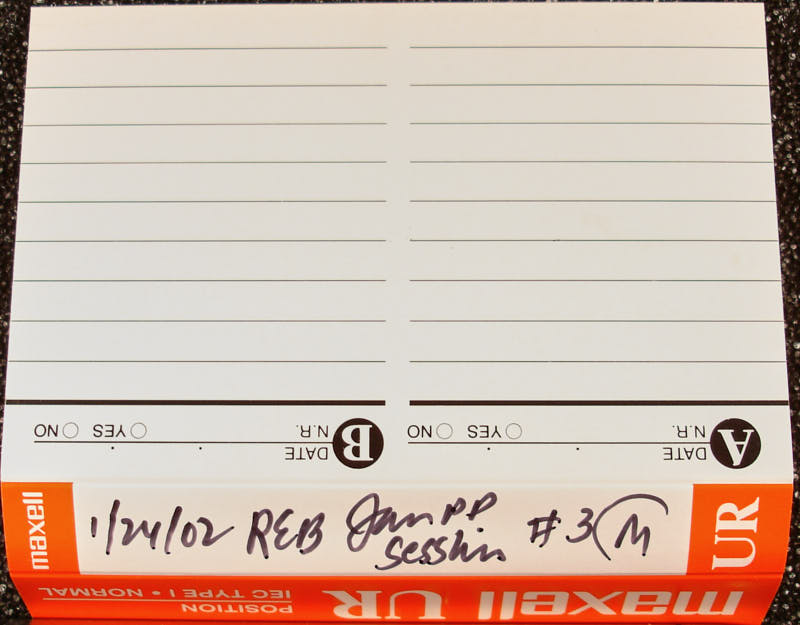 B DATE
N.R. ○ YES ○ NO
A DATE
N.R. ○ YES ○ NO
maxell
1/24/02 REB Jam PP
session
#3 M
UR
maxell UR POSITION
IEC TYPE I • NORMAL